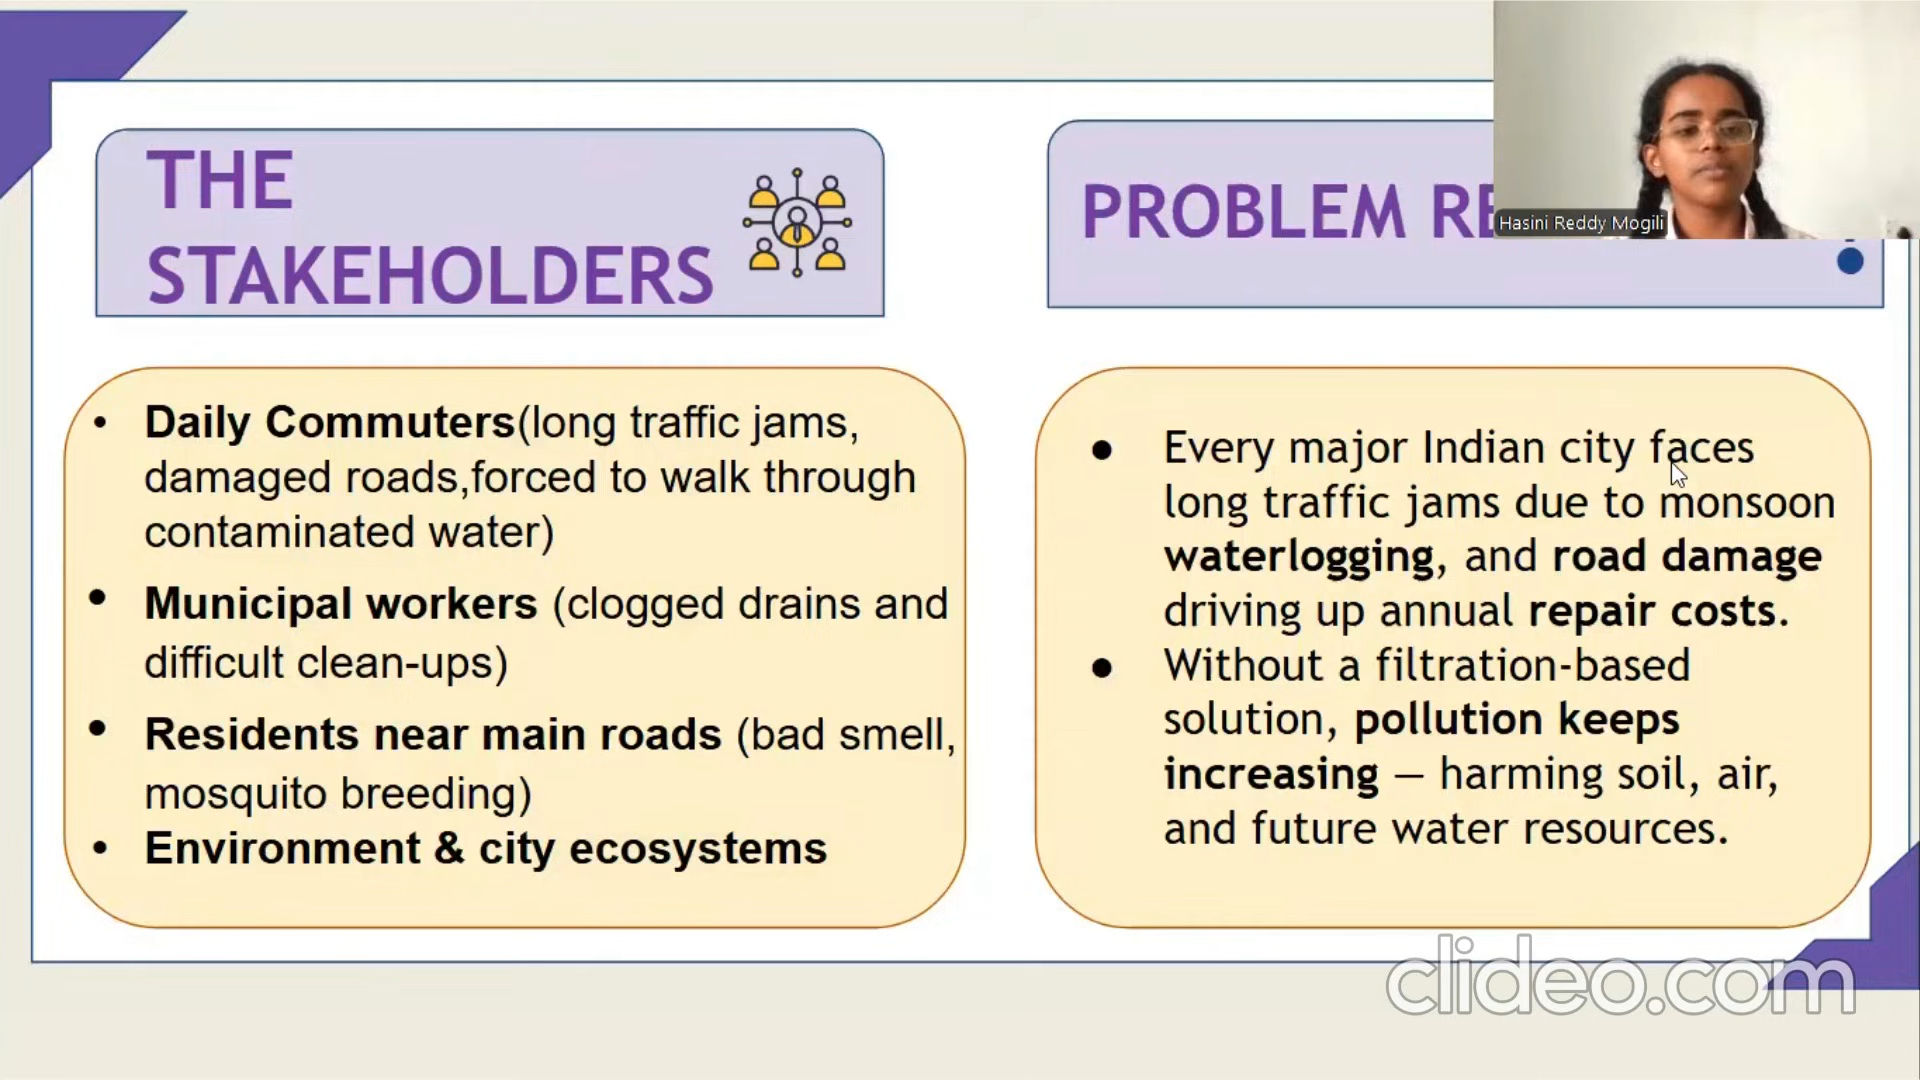 THE
STAKEHOLDERS
• Daily Commuters(long traffic jams,
damaged roads,forced to walk through
contaminated water)
• Municipal workers (clogged drains and
difficult clean-ups)
• Residents near main roads (bad smell,
mosquito breeding)
• Environment & city ecosystems
PROBLEM
Hasini Reddy Mogili
● Every major Indian city faces
long traffic jams due to monsoon
waterlogging, and road damage
driving up annual repair costs.
● Without a filtration-based
solution, pollution keeps
increasing — harming soil, air,
and future water resources.
clideo.com